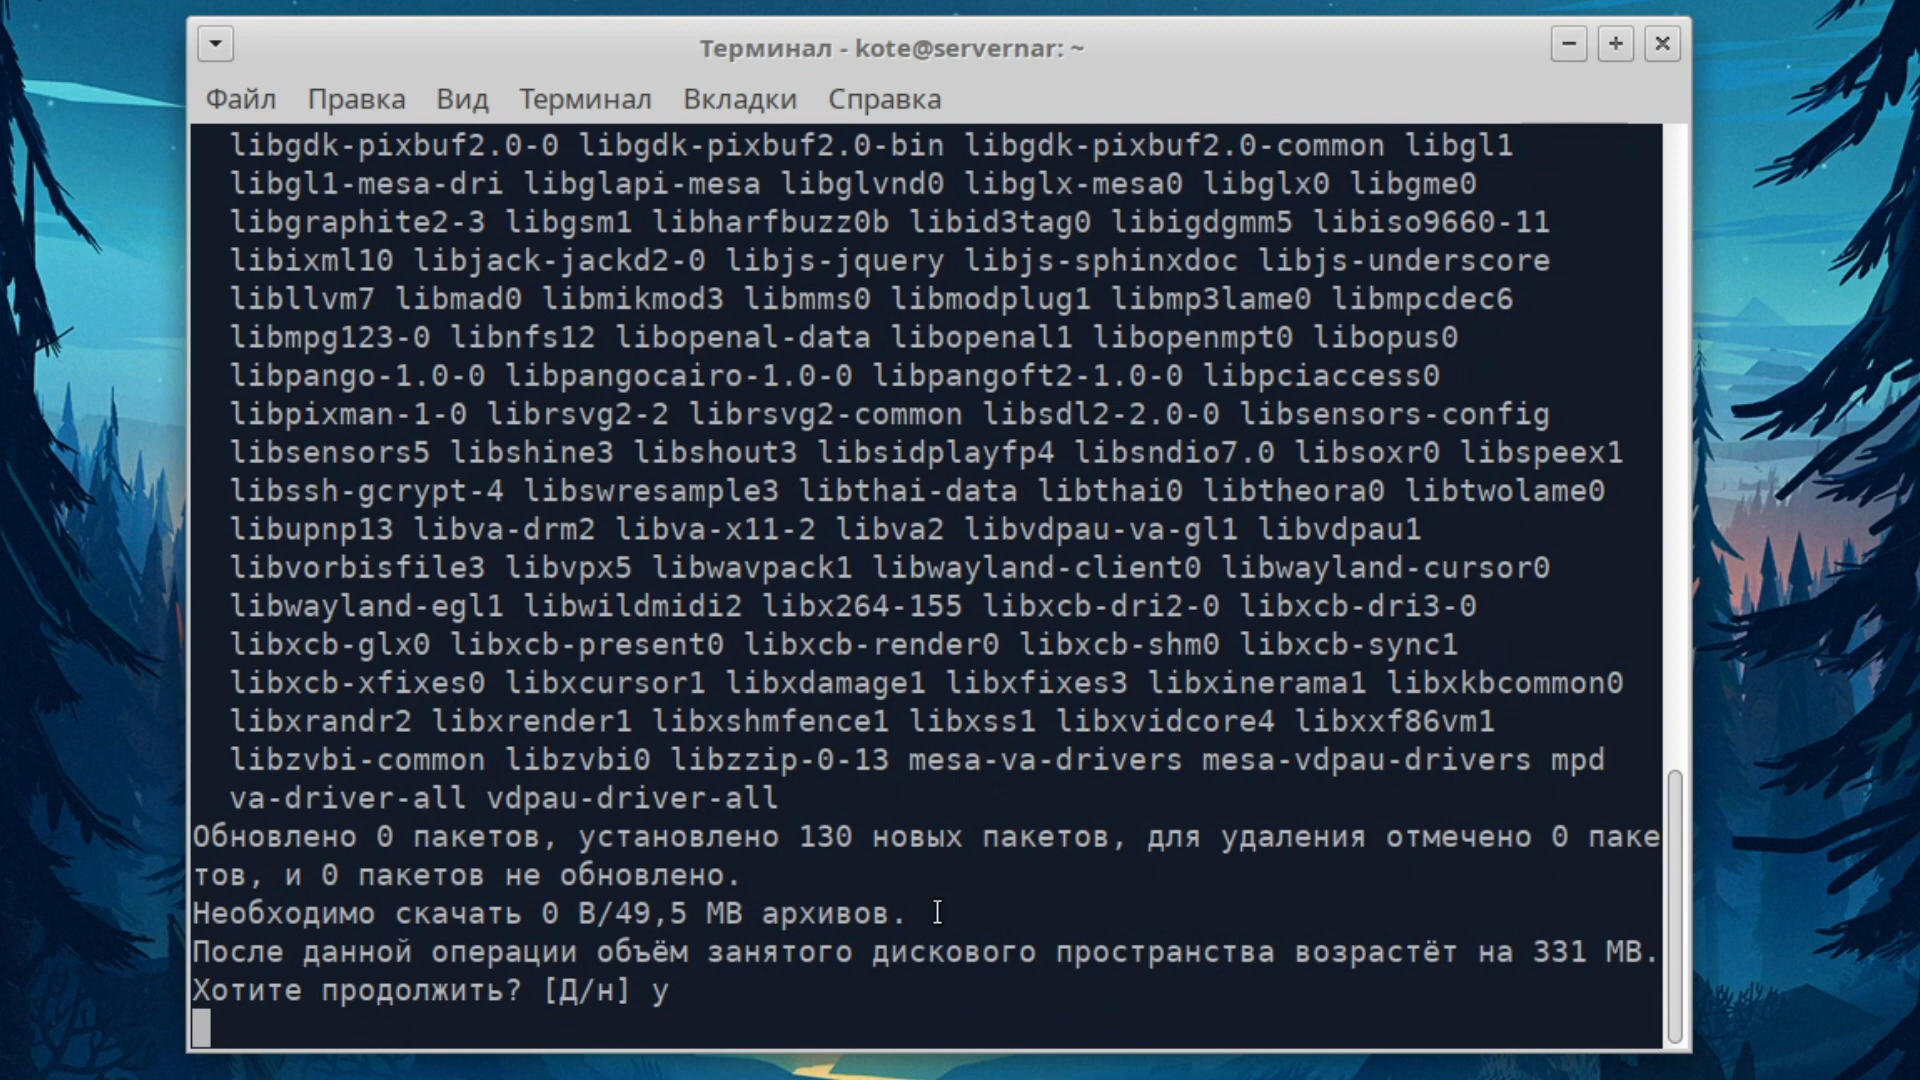 Терминал - kote@servernar: ~
Файл Правка Вид Терминал Вкладки Справка
libgdk-pixbuf2.0-0 libgdk-pixbuf2.0-bin libgdk-pixbuf2.0-common libgl1
libgl1-mesa-dri libglapi-mesa libglvnd0 libglx-mesa0 libglx0 libgme0
libgraphite2-3 libgsm1 libharfbuzz0b libid3tag0 libigdgmm5 libiso9660-11
libixml10 libjack-jackd2-0 libjs-jquery libjs-sphinxdoc libjs-underscore
libllvm7 libmad0 libmikmod3 libmms0 libmodplug1 libmp3lame0 libmpcdec6
libmpg123-0 libnfs12 libopenal-data libopenal1 libopenmpt0 libopus0
libpango-1.0-0 libpangocairo-1.0-0 libpangoft2-1.0-0 libpciaccess0
libpixman-1-0 librsvg2-2 librsvg2-common libsdl2-2.0-0 libsensors-config
libsensors5 libshine3 libshout3 libsidplayfp4 libsndio7.0 libsoxr0 libspeex1
libssh-gcrypt-4 libswresample3 libthai-data libthai0 libtheora0 libtwolame0
libupnp13 libva-drm2 libva-x11-2 libva2 libvdpau-va-gl1 libvdpau1
libvorbisfile3 libvpx5 libwavpack1 libwayland-client0 libwayland-cursor0
libwayland-egl1 libwildmidi2 libx264-155 libxcb-dri2-0 libxcb-dri3-0
libxcb-glx0 libxcb-present0 libxcb-render0 libxcb-shm0 libxcb-sync1
libxcb-xfixes0 libxcursor1 libxdamage1 libxfixes3 libxinerama1 libxkbcommon0
libxrandr2 libxrender1 libxshmfence1 libxss1 libxvidcore4 libxxf86vm1
libzvbi-common libzvbi0 libzzip-0-13 mesa-va-drivers mesa-vdpau-drivers mpd
va-driver-all vdpau-driver-all
Обновлено 0 пакетов, установлено 130 новых пакетов, для удаления отмечено 0 паке
тов, и 0 пакетов не обновлено.
Необходимо скачать 0 B/49,5 MB архивов.
После данной операции объём занятого дискового пространства возрастёт на 331 MB.
Хотите продолжить? [Д/н] y